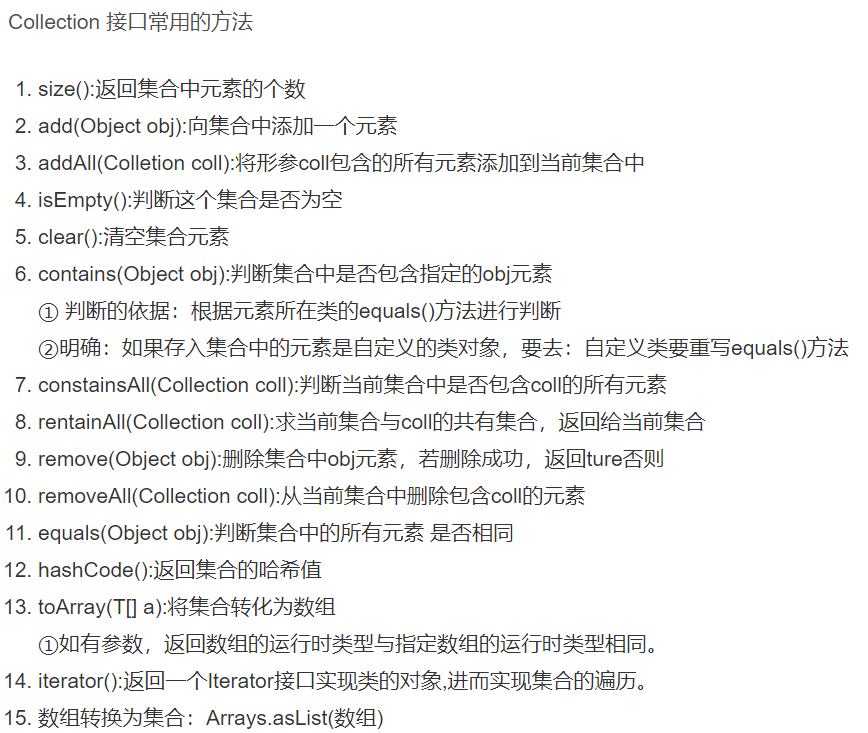 Collection 接口常用的方法
1. size():返回集合中元素的个数
2. add(Object obj):向集合中添加一个元素
3. addAll(Colletion coll):将形参coll包含的所有元素添加到当前集合中
4. isEmpty():判断这个集合是否为空
5. clear():清空集合元素
6. contains(Object obj):判断集合中是否包含指定的obj元素
① 判断的依据：根据元素所在类的equals()方法进行判断
②明确：如果存入集合中的元素是自定义的类对象，要去：自定义类要重写equals()方法
7. constainsAll(Collection coll):判断当前集合中是否包含coll的所有元素
8. rentainAll(Collection coll):求当前集合与coll的共有集合，返回给当前集合
9. remove(Object obj):删除集合中obj元素，若删除成功，返回ture否则
10. removeAll(Collection coll):从当前集合中删除包含coll的元素
11. equals(Object obj):判断集合中的所有元素 是否相同
12. hashCode():返回集合的哈希值
13. toArray(T[] a):将集合转化为数组
①如有参数，返回数组的运行时类型与指定数组的运行时类型相同。
14. iterator():返回一个Iterator接口实现类的对象,进而实现集合的遍历。
15. 数组转换为集合：Arrays.asList(数组)